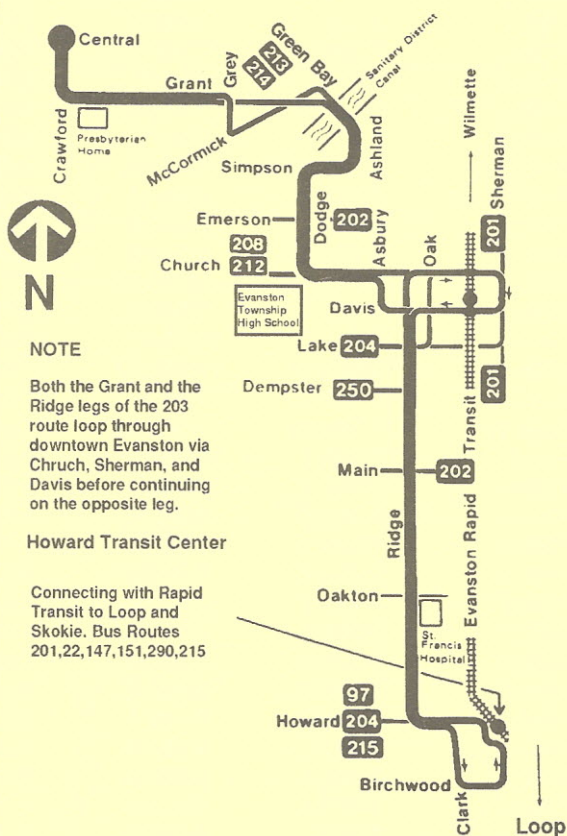 Central
Grant
Grey
213
214
Green Bay
Sanitary District
Canal
Crawford
Presbyterian
Home
McCormick
Simpson
Ashland
Wilmette
Sherman
201
Emerson
Dodge
202
Asbury
Oak
208
Church 212
N
Evanston
Township
High School
Davis
Lake 204
201
NOTE
Both the Grant and the
Ridge legs of the 203
route loop through
downtown Evanston via
Chruch, Sherman, and
Davis before continuing
on the opposite leg.
Dempster 250
Main
202
Evanston Rapid Transit
Ridge
Howard Transit Center
Connecting with Rapid
Transit to Loop and
Skokie. Bus Routes
201,22,147,151,290,215
Oakton
St.
Francis
Hospital
97
Howard 204
215
Birchwood
Clark
Loop